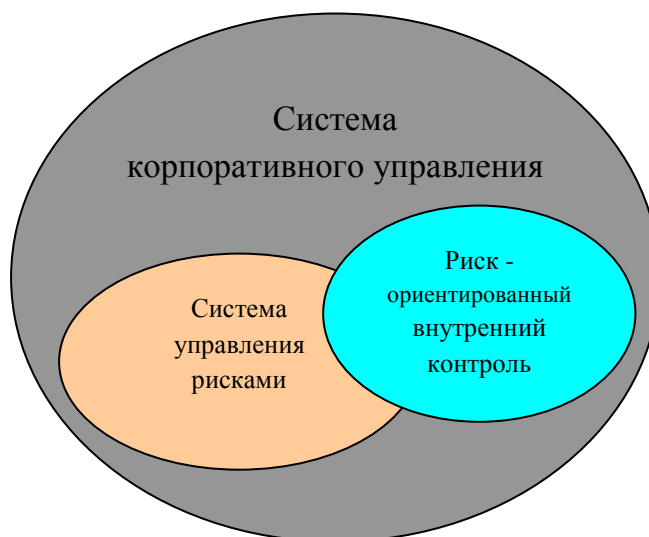 Система
корпоративного управления
Риск -
ориентированный
внутренний
контроль
Система
управления
рисками